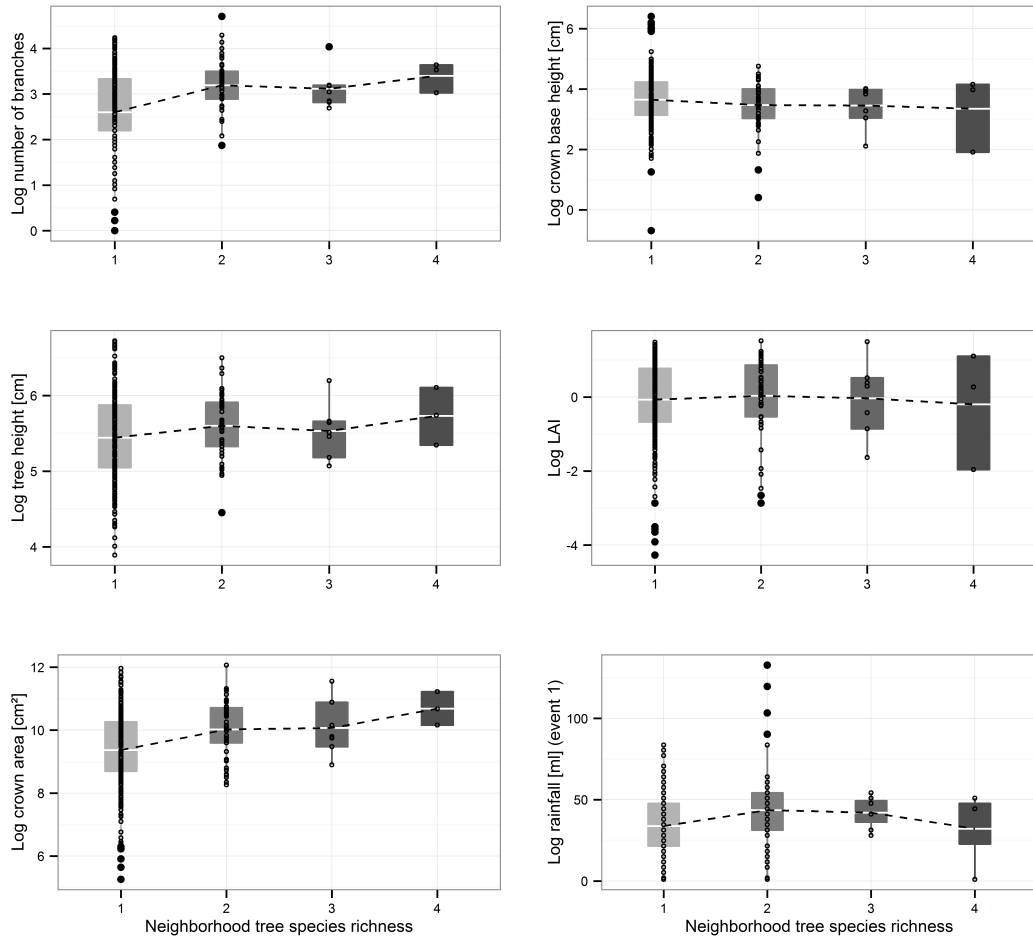 Log number of branches
4
3
2
1
0
1 2 3 4
Log crown base height [cm]
6
4
2
0
1 2 3 4
Log tree height [cm]
6
5
4
1 2 3 4
Log LAI
0
-2
-4
1 2 3 4
Log crown area [cm²]
12
10
8
6
1 2 3 4
Neighborhood tree species richness
Log rainfall [ml] (event 1)
100
50
0
1 2 3 4
Neighborhood tree species richness